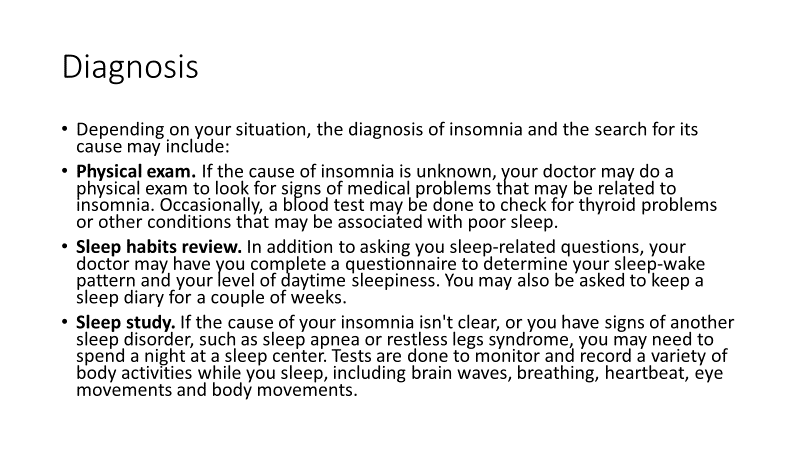 Diagnosis
• Depending on your situation, the diagnosis of insomnia and the search for its
cause may include:
• Physical exam. If the cause of insomnia is unknown, your doctor may do a
physical exam to look for signs of medical problems that may be related to
insomnia. Occasionally, a blood test may be done to check for thyroid problems
or other conditions that may be associated with poor sleep.
• Sleep habits review. In addition to asking you sleep-related questions, your
doctor may have you complete a questionnaire to determine your sleep-wake
pattern and your level of daytime sleepiness. You may also be asked to keep a
sleep diary for a couple of weeks.
• Sleep study. If the cause of your insomnia isn't clear, or you have signs of another
sleep disorder, such as sleep apnea or restless legs syndrome, you may need to
spend a night at a sleep center. Tests are done to monitor and record a variety of
body activities while you sleep, including brain waves, breathing, heartbeat, eye
movements and body movements.